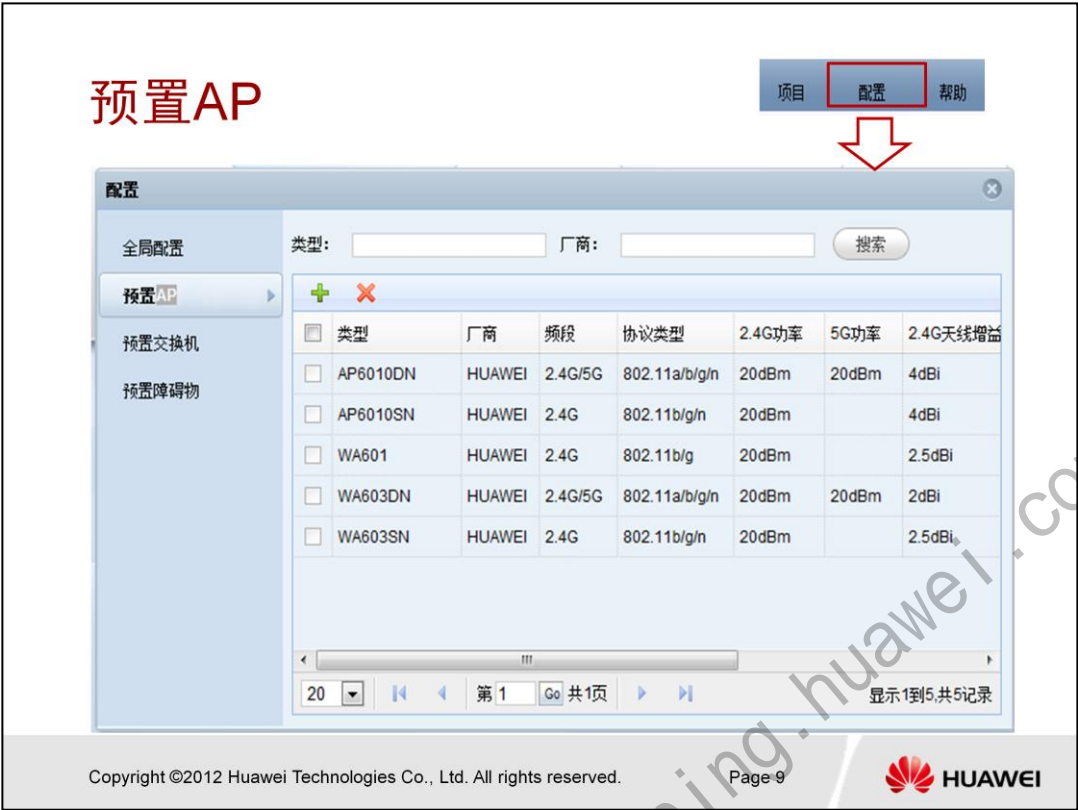 预置AP
项目 配置 帮助
配置
全局配置
预置AP
预置交换机
预置障碍物
类型: 厂商: 搜索
类型 厂商 频段 协议类型 2.4G功率 5G功率 2.4G天线增益
AP6010DN HUAWEI 2.4G/5G 802.11a/b/g/n 20dBm 20dBm 4dBi
AP6010SN HUAWEI 2.4G 802.11b/g/n 20dBm 4dBi
WA601 HUAWEI 2.4G 802.11b/g 20dBm 2.5dBi
WA603DN HUAWEI 2.4G/5G 802.11a/b/g/n 20dBm 20dBm 2dBi
WA603SN HUAWEI 2.4G 802.11b/g/n 20dBm 2.5dBi
20 第 1 Go 共1页 显示1到5,共5记录
ing.huawei.co
Copyright ©2012 Huawei Technologies Co., Ltd. All rights reserved. Page 9 HUAWEI